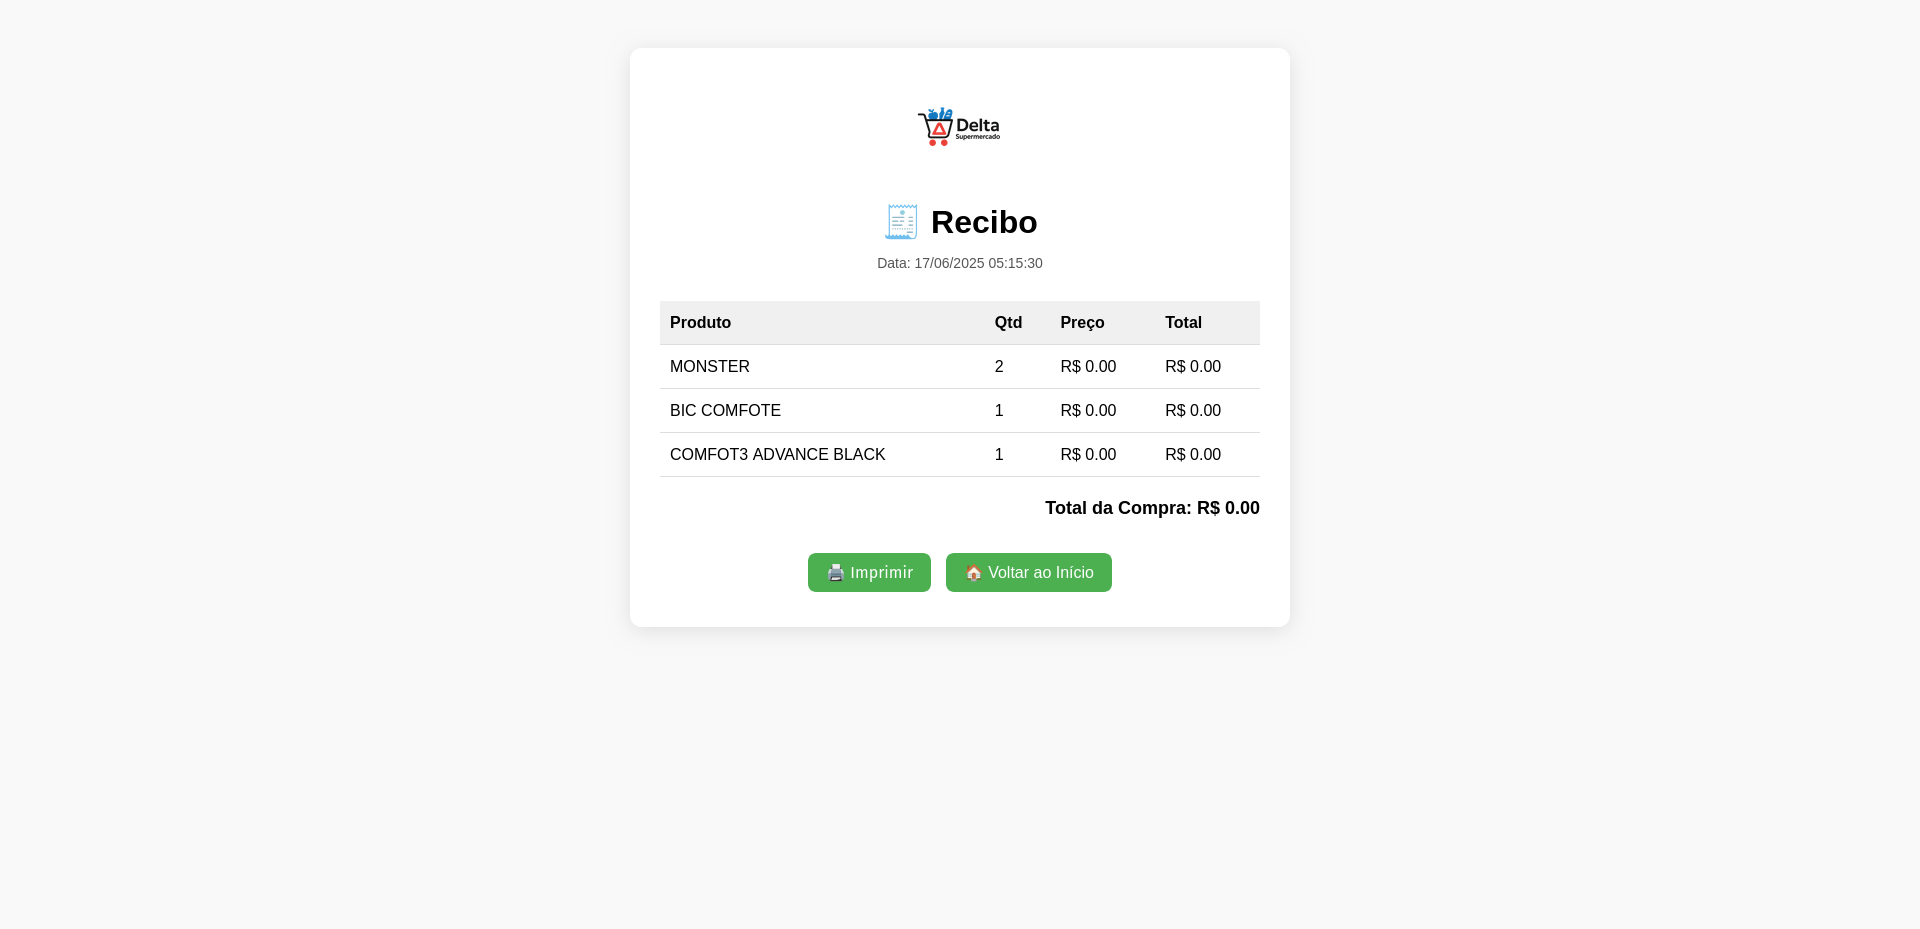 Delta
Supermercado
🧾 Recibo
Data: 17/06/2025 05:15:30
Produto Qtd Preço Total
MONSTER 2 R$ 0.00 R$ 0.00
BIC COMFOTE 1 R$ 0.00 R$ 0.00
COMFOT3 ADVANCE BLACK 1 R$ 0.00 R$ 0.00
Total da Compra: R$ 0.00
🖨️ Imprimir 🏠 Voltar ao Início